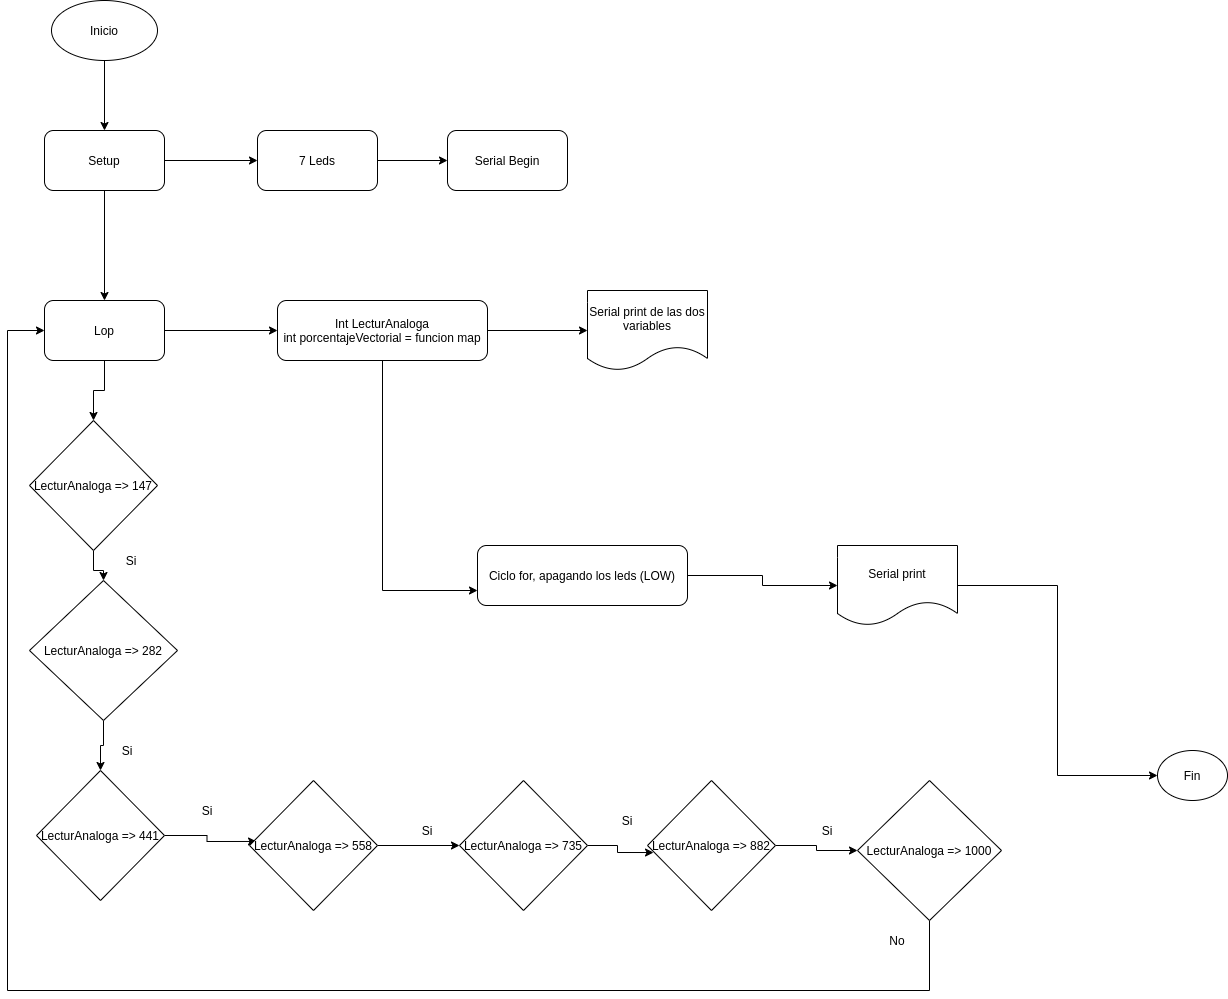 Inicio
Setup
7 Leds
Serial Begin
Lop
Int LecturAnaloga
int porcentajeVectorial = funcion map
Serial print de las dos
variables
LecturAnaloga => 147
Si
Ciclo for, apagando los leds (LOW)
Serial print
LecturAnaloga => 282
Si
Fin
LecturAnaloga => 441
Si
LecturAnaloga => 558
Si
LecturAnaloga => 735
Si
LecturAnaloga => 882
Si
LecturAnaloga => 1000
No